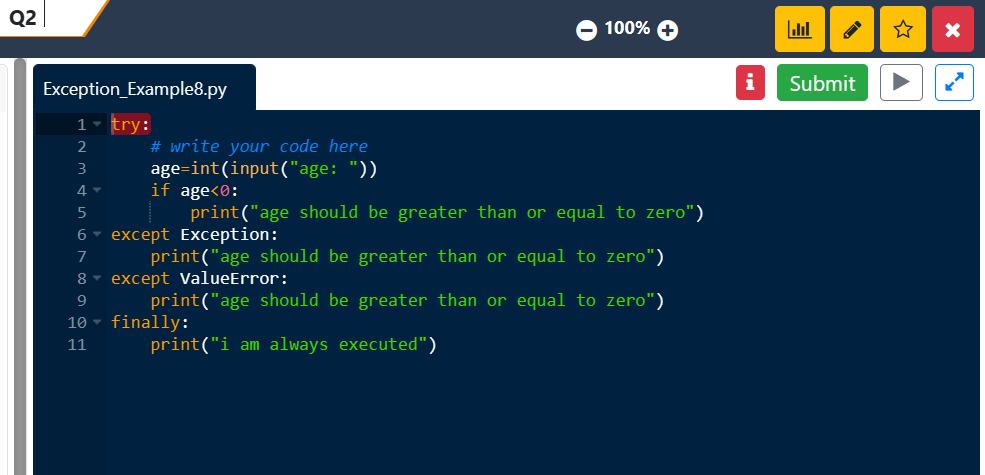 Q2
100%
Exception_Example8.py
Submit
1 try:
2     # write your code here
3     age=int(input("age: "))
4     if age<0:
5         print("age should be greater than or equal to zero")
6 except Exception:
7     print("age should be greater than or equal to zero")
8 except ValueError:
9     print("age should be greater than or equal to zero")
10 finally:
11     print("i am always executed")